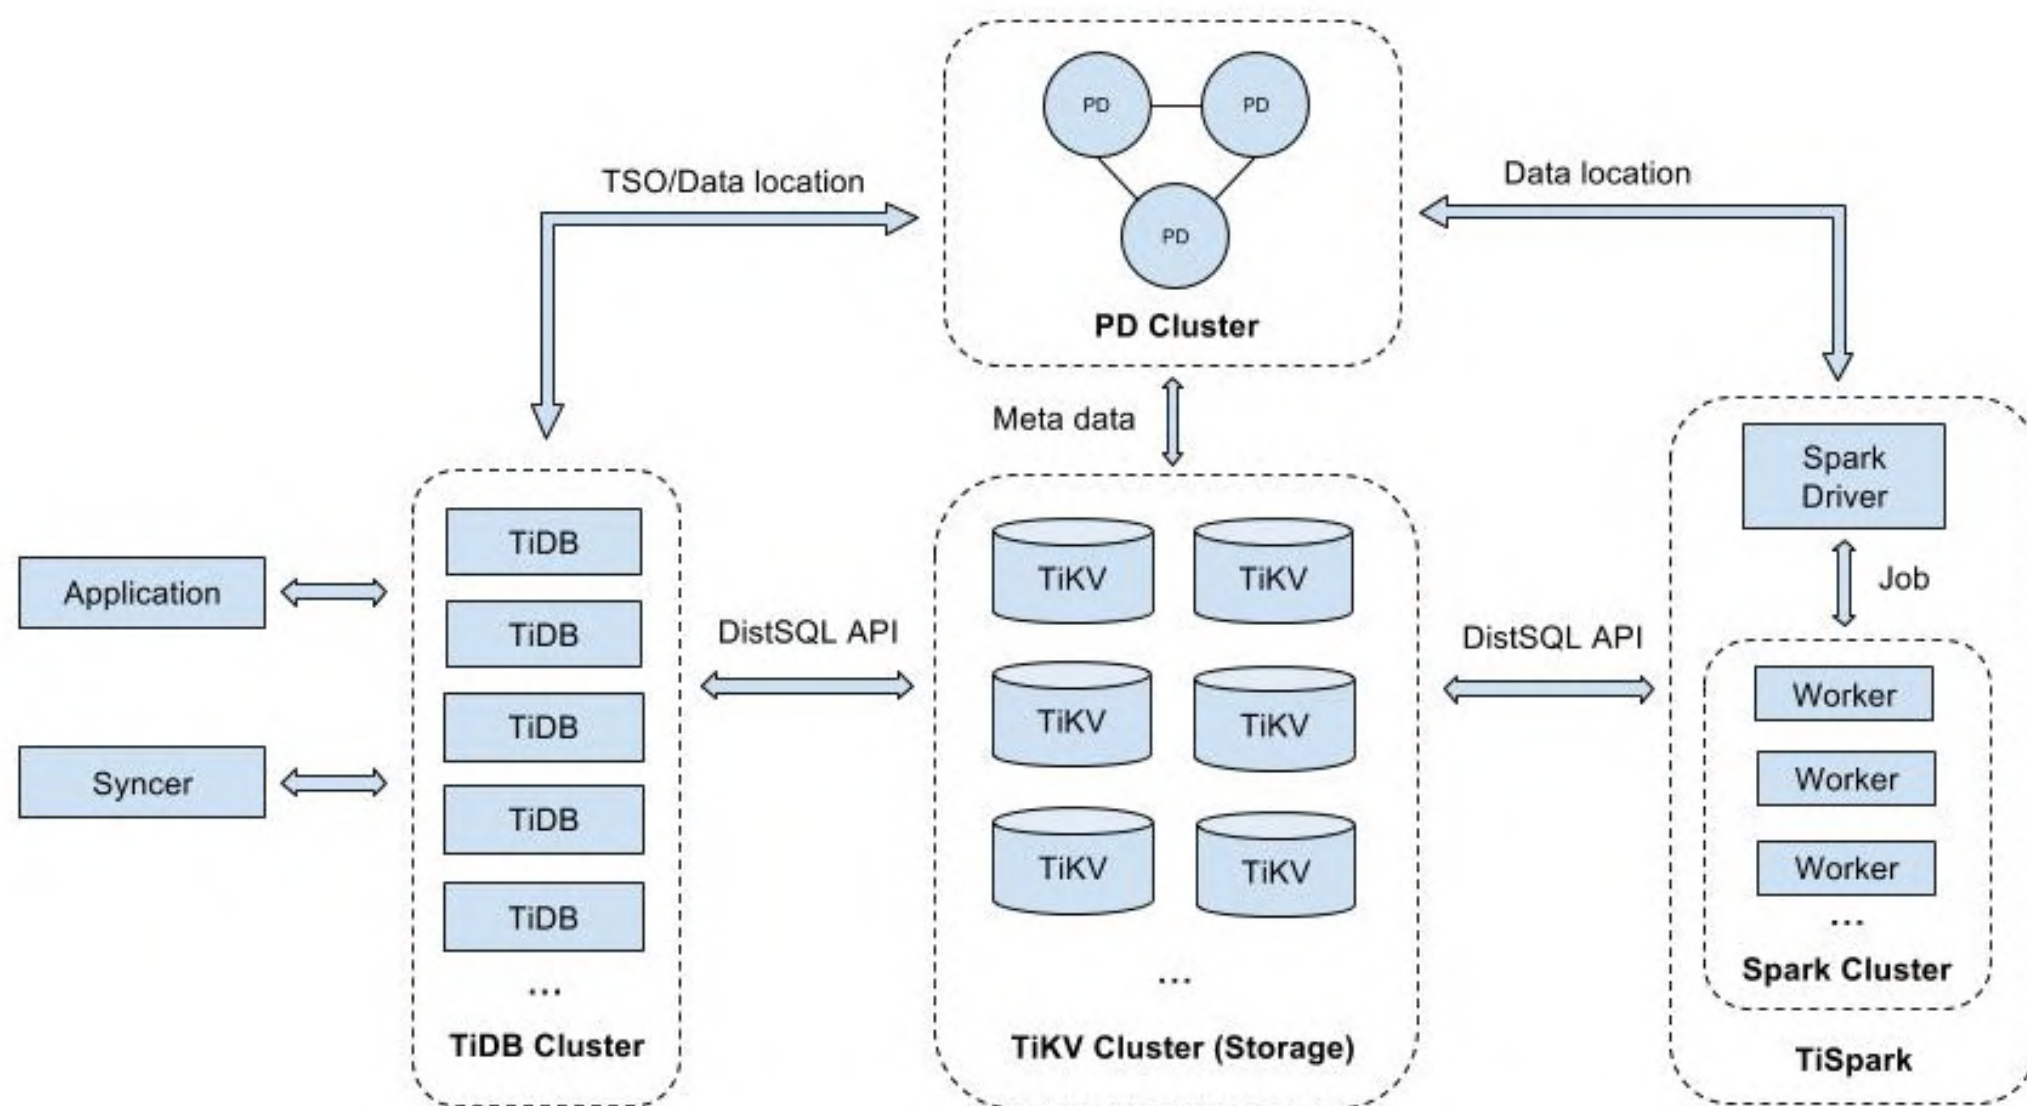 PD
PD
PD
PD Cluster
TSO/Data location
Data location
Meta data
Application
Syncer
TiDB
TiDB
TiDB
TiDB
TiDB
...
TiDB Cluster
DistSQL API
TiKV
TiKV
TiKV
TiKV
TiKV
TiKV
...
TiKV Cluster (Storage)
DistSQL API
Spark
Driver
Job
Worker
Worker
Worker
...
Spark Cluster
TiSpark